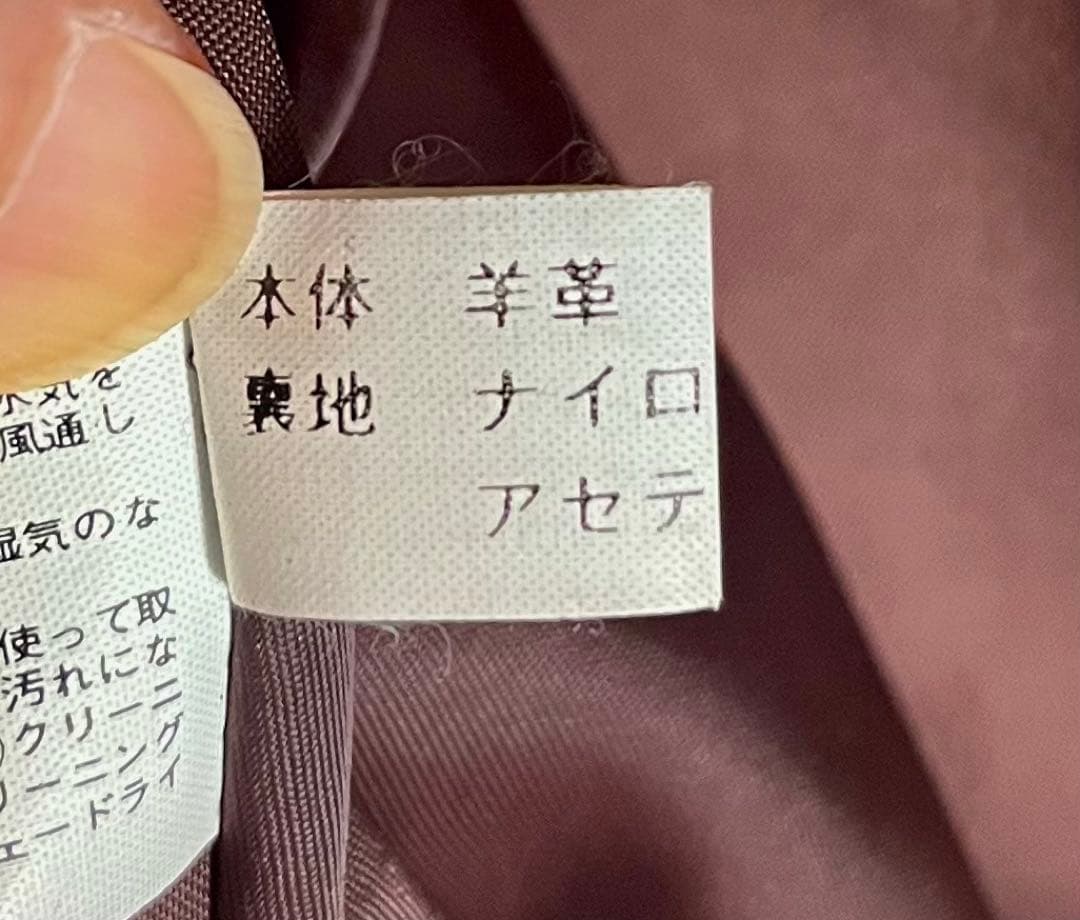 本体 羊革
裏地 ナイロ
アセテ
気を
風通し
湿気のな
使って取
汚れにな
クリーニ
リーニング
ェードライ